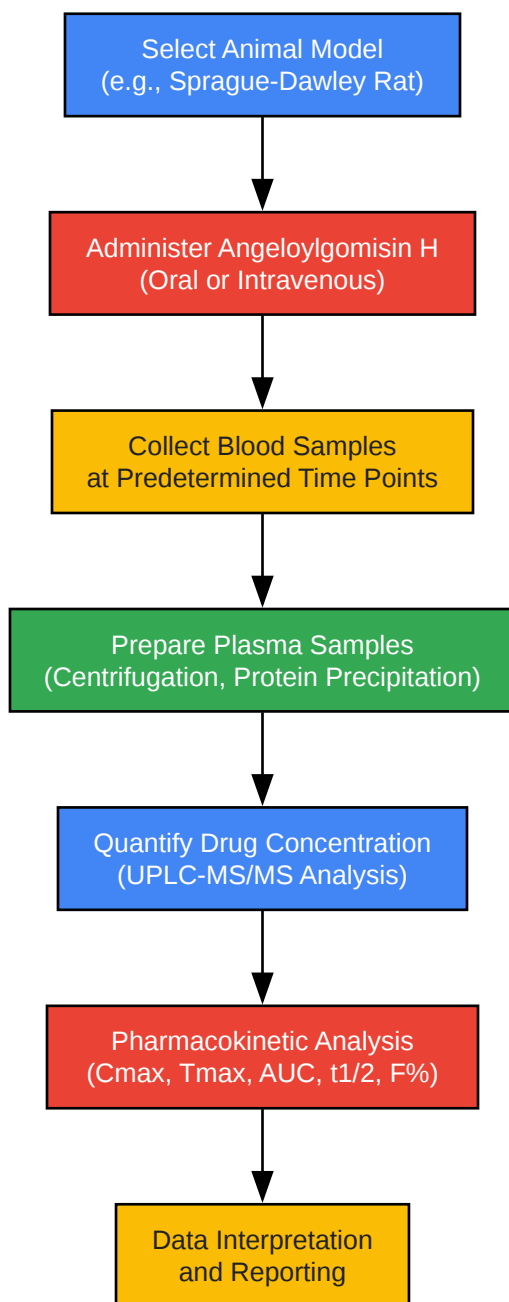 Select Animal Model
(e.g., Sprague-Dawley Rat)
Administer Angeloylgomisin H
(Oral or Intravenous)
Collect Blood Samples
at Predetermined Time Points
Prepare Plasma Samples
(Centrifugation, Protein Precipitation)
Quantify Drug Concentration
(UPLC-MS/MS Analysis)
Pharmacokinetic Analysis
(Cmax, Tmax, AUC, t1/2, F%)
Data Interpretation
and Reporting